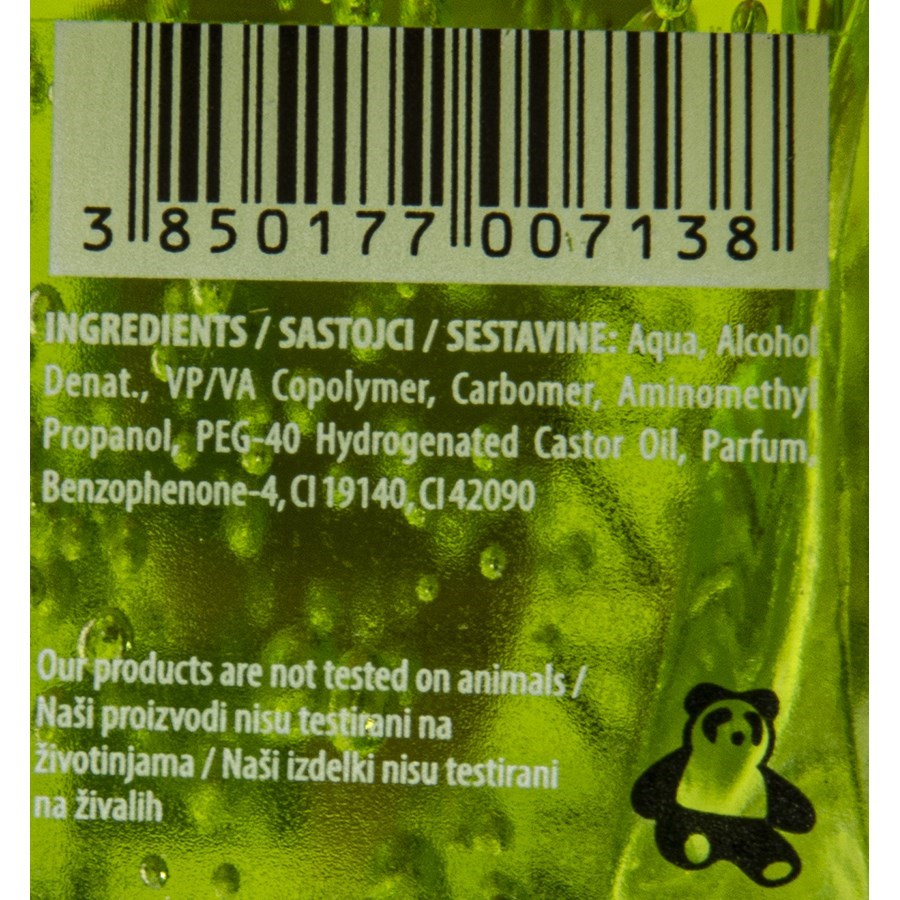 3 850177 007138
INGREDIENTS / SASTOJCI / SESTAVINE: Aqua, Alcohol
Denat., VP/VA Copolymer, Carbomer, Aminomethyl
Propanol, PEG-40 Hydrogenated Castor Oil, Parfum,
Benzophenone-4, CI 19140, CI 42090
Our products are not tested on animals /
Naši proizvodi nisu testirani na
životinjama / Naši izdelki nisu testirani
na živalih